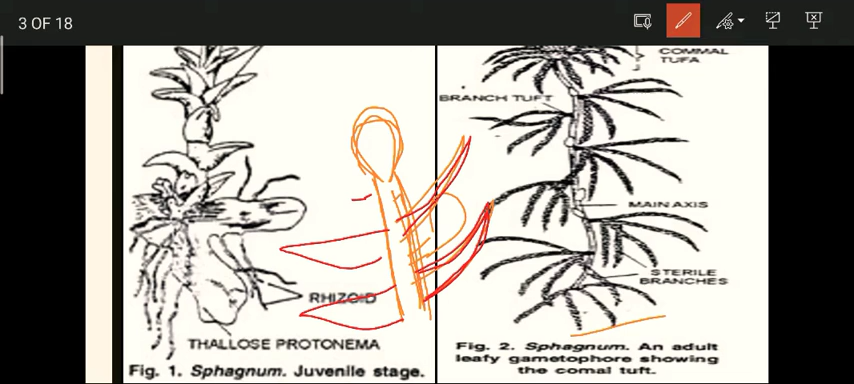 3 OF 18
COMMAL
TUFA
BRANCH TUFT
MAIN AXIS
STERILE
BRANCHES
RHIZOID
THALLOSE PROTONEMA
Fig. 1. Sphagnum. Juvenile stage.
Fig. 2. Sphagnum. An adult
leafy gametophore showing
the comal tuft.